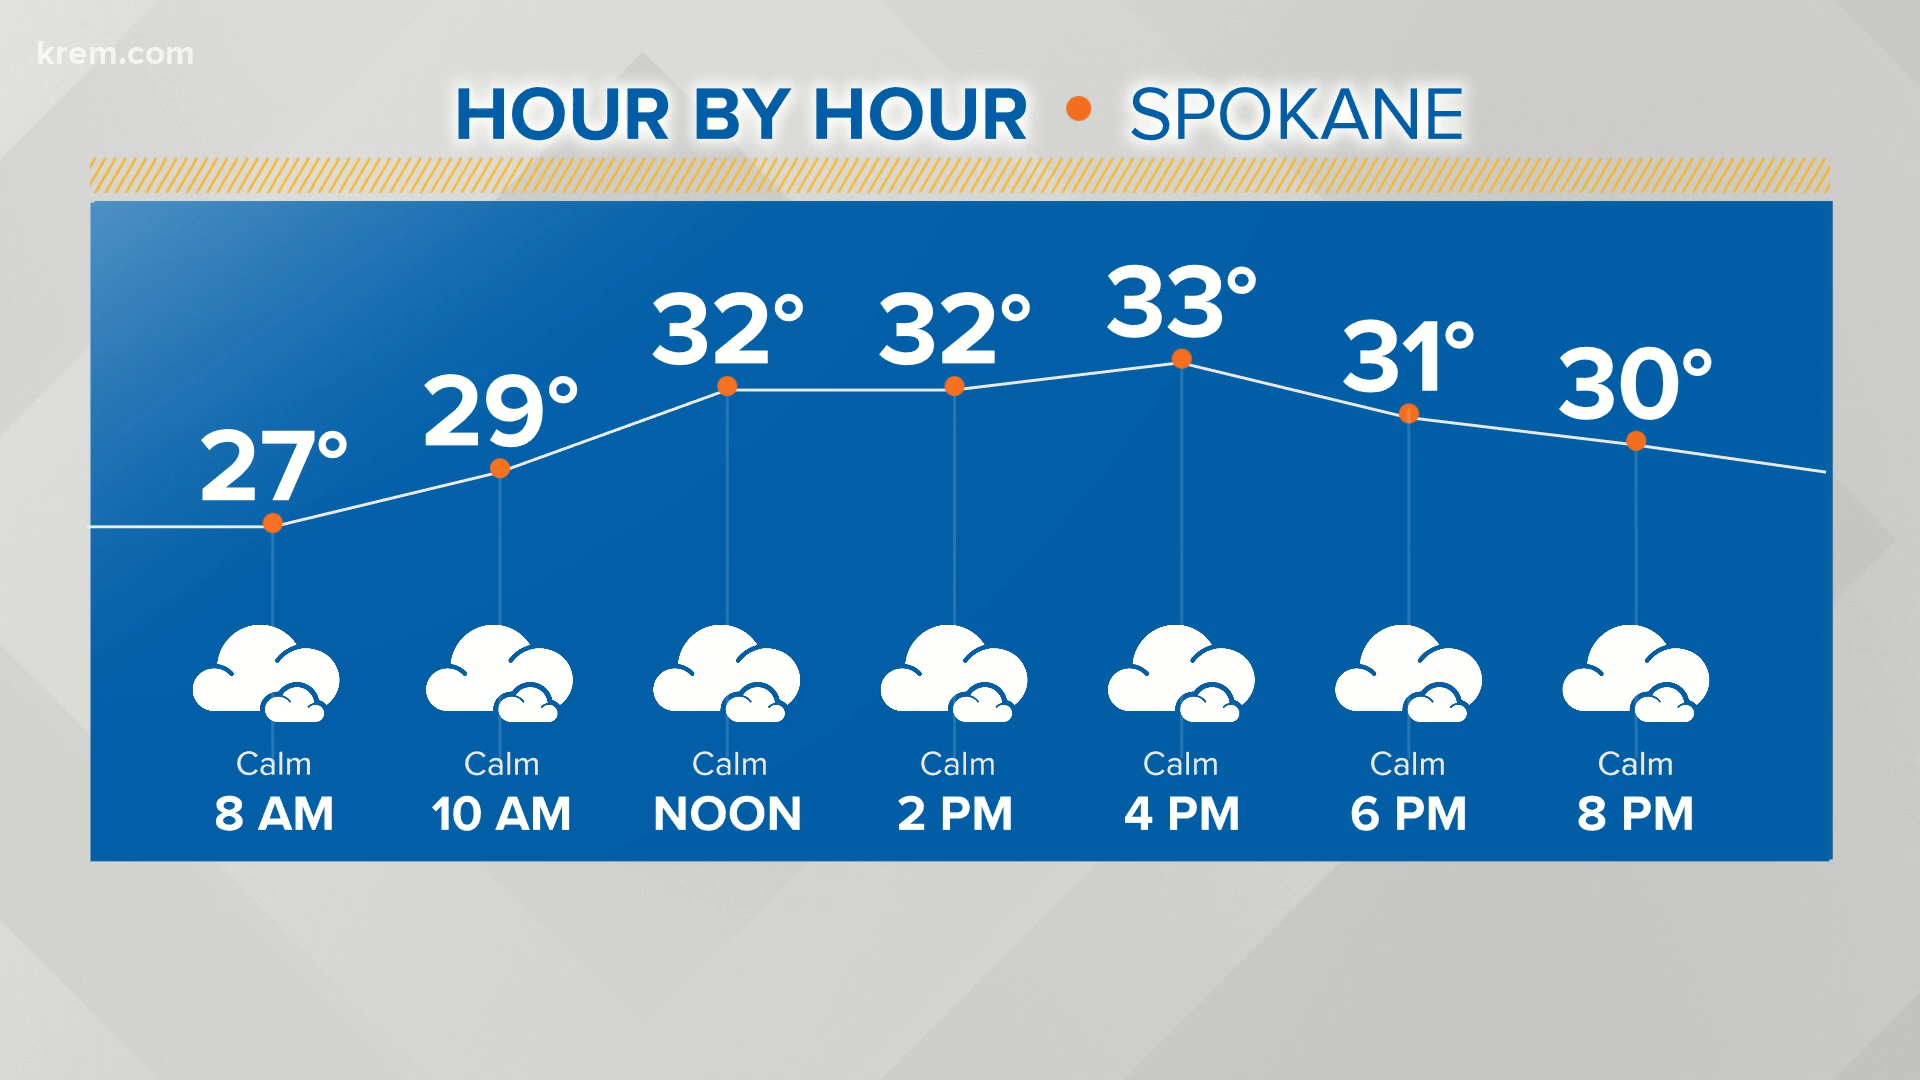 krem.com
HOUR BY HOUR • SPOKANE
27° 29° 32° 32° 33° 31° 30°
Calm Calm Calm Calm Calm Calm Calm
8 AM 10 AM NOON 2 PM 4 PM 6 PM 8 PM